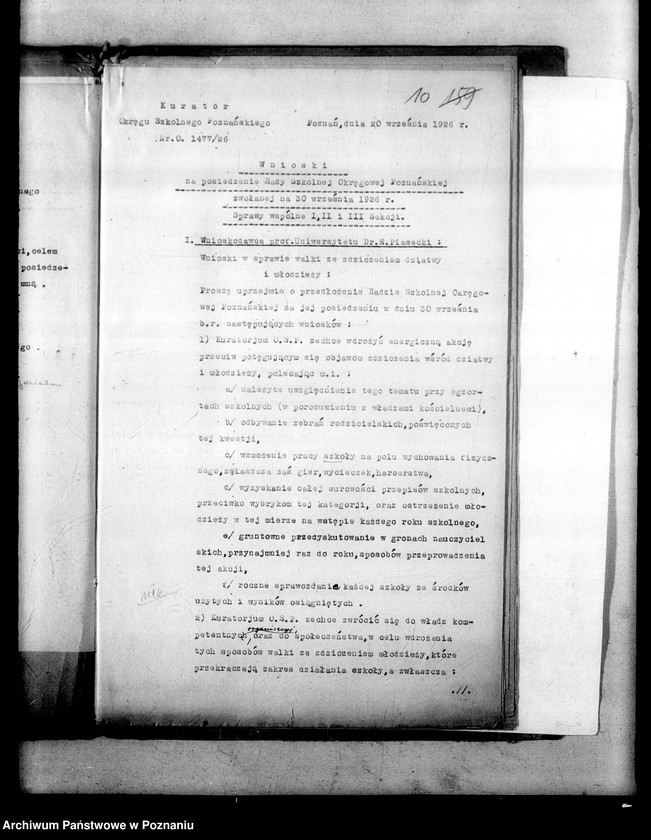 10 159
Kurator
Okręgu Szkolnego Poznańskiego Poznań,dnia 20 września 1926 r.
Nr.O. 1477/26
Wnioski
na posiedzenie Rady Szkolnej Okręgowej Poznańskiej
zwołanej na 30 września 1926 r.
Sprawy wspólne I,II i III Sekcji.
I. Wnioskodawca prof.Uniwersytetu Dr.E.Piasecki :
Wnioski w sprawie walki ze zdziczeniem dziatwy
i młodzieży :
Proszę uprzejmie o przedłożenie Radzie Szkolnej Okręgo-
wej Poznańskiej na jej posiedzeniu w dniu 30 września
b.r. następujących wniosków :
1) Kuratorjum O.S.P. zechce wdrożyć energiczną akcję
przeciw potęgującym się objawom zdziczenia wśród dziatwy
i młodzieży, polecając m.i. :
a/ należyte uwzględnienie tego tematu przy egzor-
tach szkolnych (w porozumieniu z władzami kościelnemi),
b/ odbywanie zebrań rodzicielskich,poświęconych
tej kwestji,
c/ wzmożenie pracy szkoły na polu wychowania fizycz-
nego,zwłaszcza zaś gier,wycieczek,harcerstwa,
d/ wyzyskanie całej surowości przepisów szkolnych,
przeciwko wybrykom tej kategorji, oraz ostrzeżenie mło-
dzieży w tej mierze na wstępie każdego roku szkolnego,
e/ gruntowne przedyskutowanie w gronach nauczyciel
skich,przynajmniej raz do roku,sposobów przeprowadzenia
tej akcji,
f/ roczne sprawozdanie każdej szkoły ze środków
użytych i wyników osiągniętych .
2) Kuratorjum O.S.P. zechce zwrócić się do władz kom-
petentnych, oraz do społeczeństwa,w celu wdrożenia
tych sposobów walki ze zdziczeniem młodzieży,które
przekraczają zakres działania szkoły,a zwłaszcza :
.//.
nego
ci,celem
posiedze-
mną .
go .
Archiwum Państwowe w Poznaniu